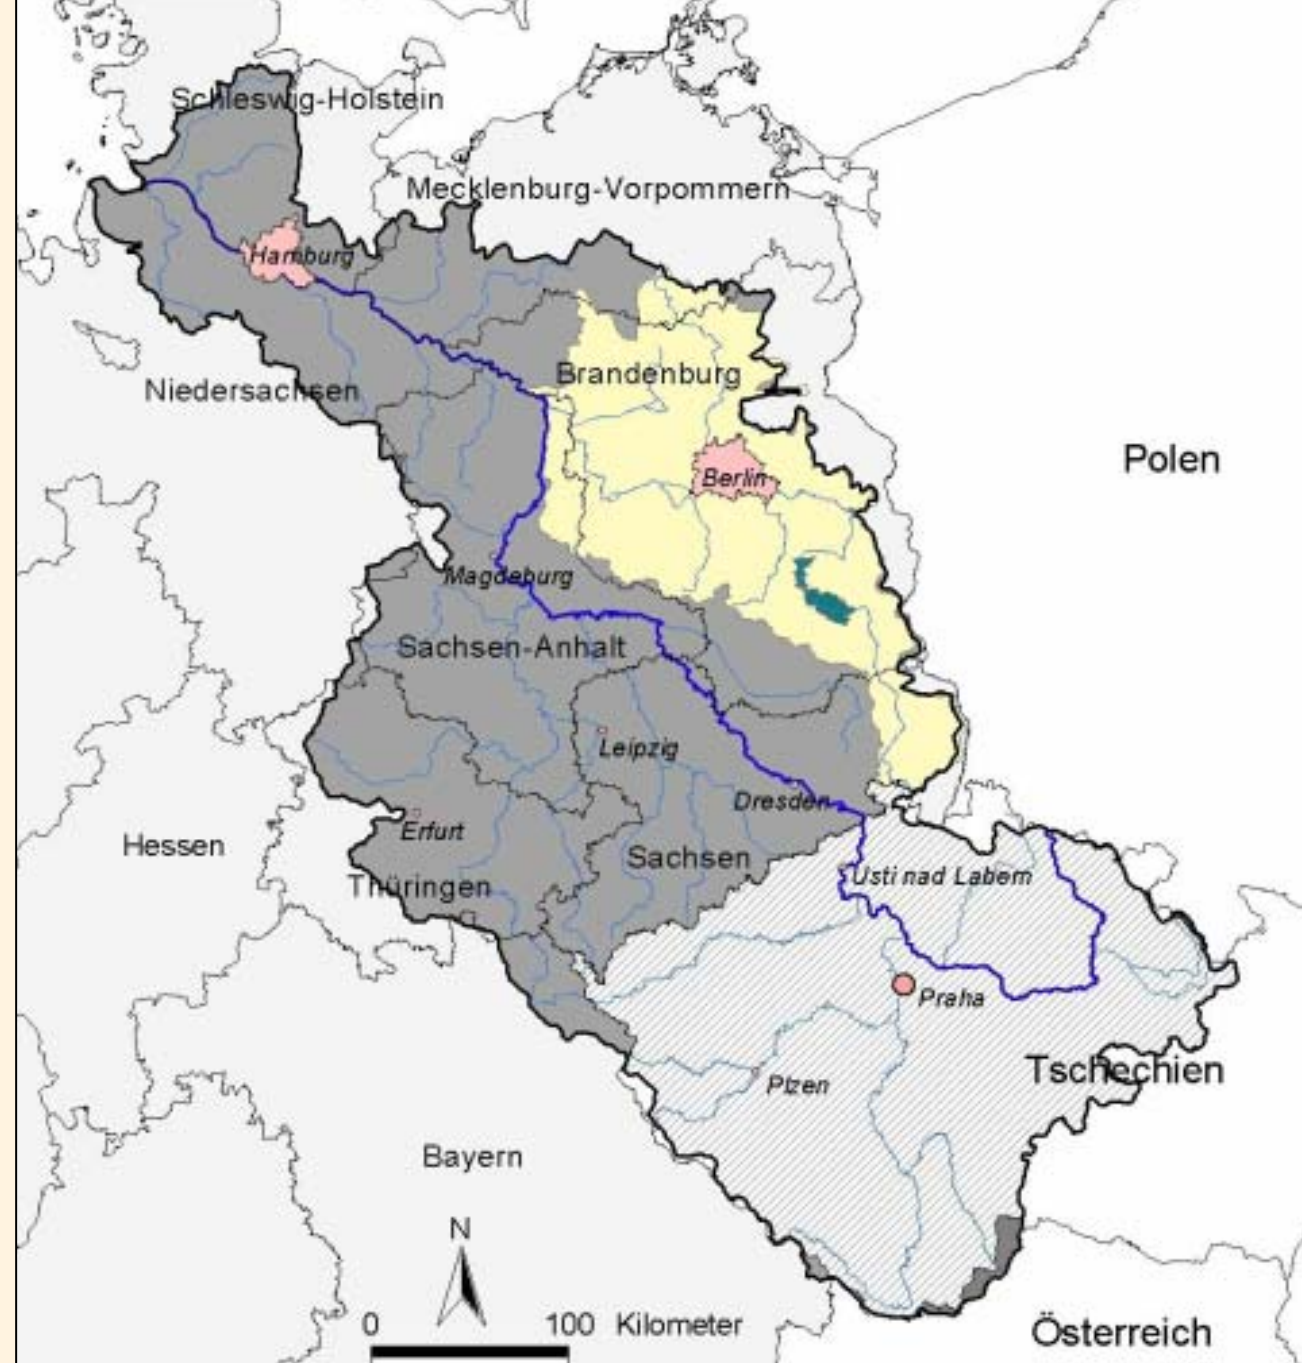 Schleswig-Holstein
Mecklenburg-Vorpommern
Hamburg
Brandenburg
Niedersachsen
Polen
Berlin
Magdeburg
Sachsen-Anhalt
Leipzig
Dresden
Erfurt
Hessen
Sachsen
Usti nad Labem
Thüringen
Praha
Tschechien
Plzen
Bayern
N
0 100 Kilometer
Österreich